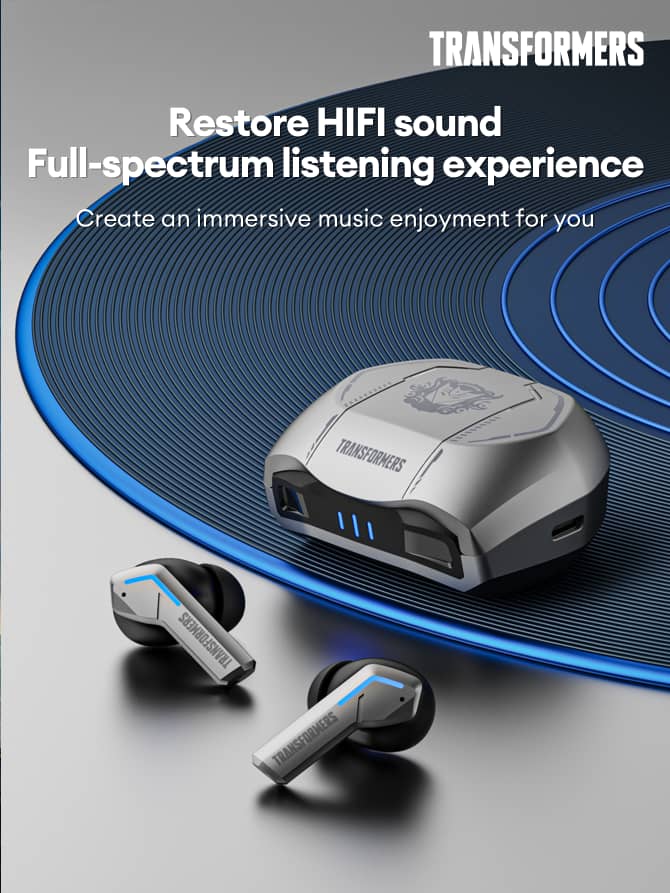 TRANSFORMERS
Restore HIFI sound
Full-spectrum listening experience
Create an immersive music enjoyment for you
TRANSFORMERS
TRANSFORMERS
TRANSFORMERS